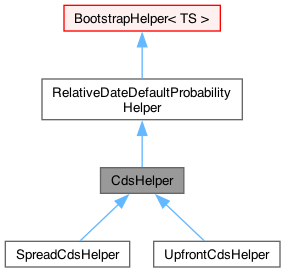 BootstrapHelper< TS >
RelativeDateDefaultProbability
Helper
CdsHelper
SpreadCdsHelper
UpfrontCdsHelper